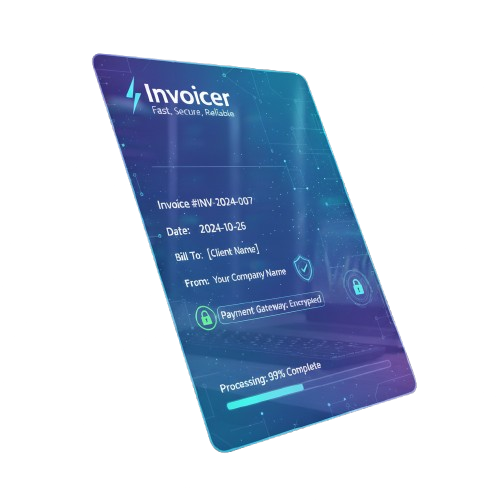 Invoicer
Fast, Secure, Reliable
Invoice #INV-2024-007
Date: 2024-10-26
Bill To: [Client Name]
From: Your Company Name
Payment Gateway: Encrypted
Processing: 99% Complete